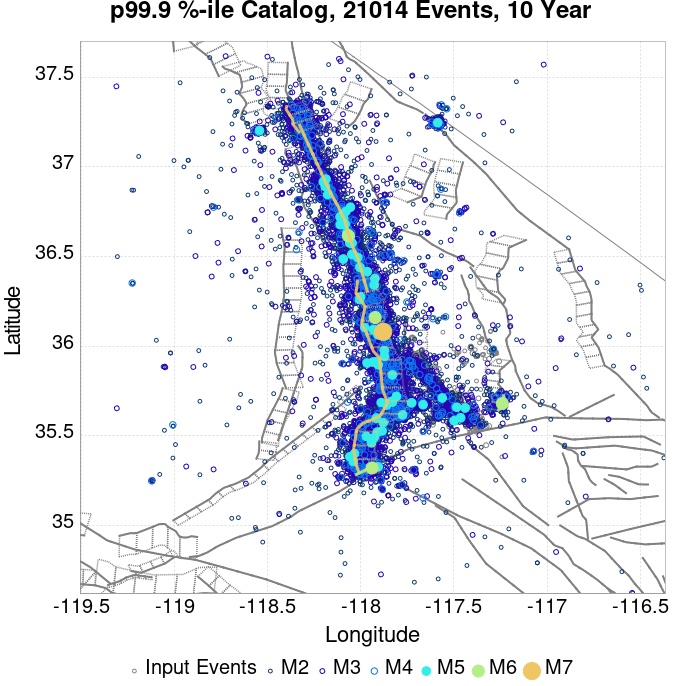 p99.9 %-ile Catalog, 21014 Events, 10 Year
37.5
37
36.5
36
35.5
35
Latitude
-119.5 -119 -118.5 -118 -117.5 -117 -116.5
Longitude
Input Events M2 M3 M4 M5 M6 M7